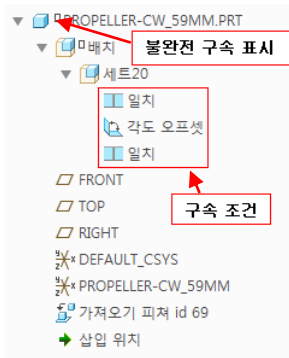 PROPELLER-CW_59MM.PRT
배치
불완전 구속 표시
세트20
일치
각도 오프셋
일치
FRONT
TOP
구속 조건
RIGHT
DEFAULT_CSYS
PROPELLER-CW_59MM
가져오기 피쳐 id 69
삽입 위치